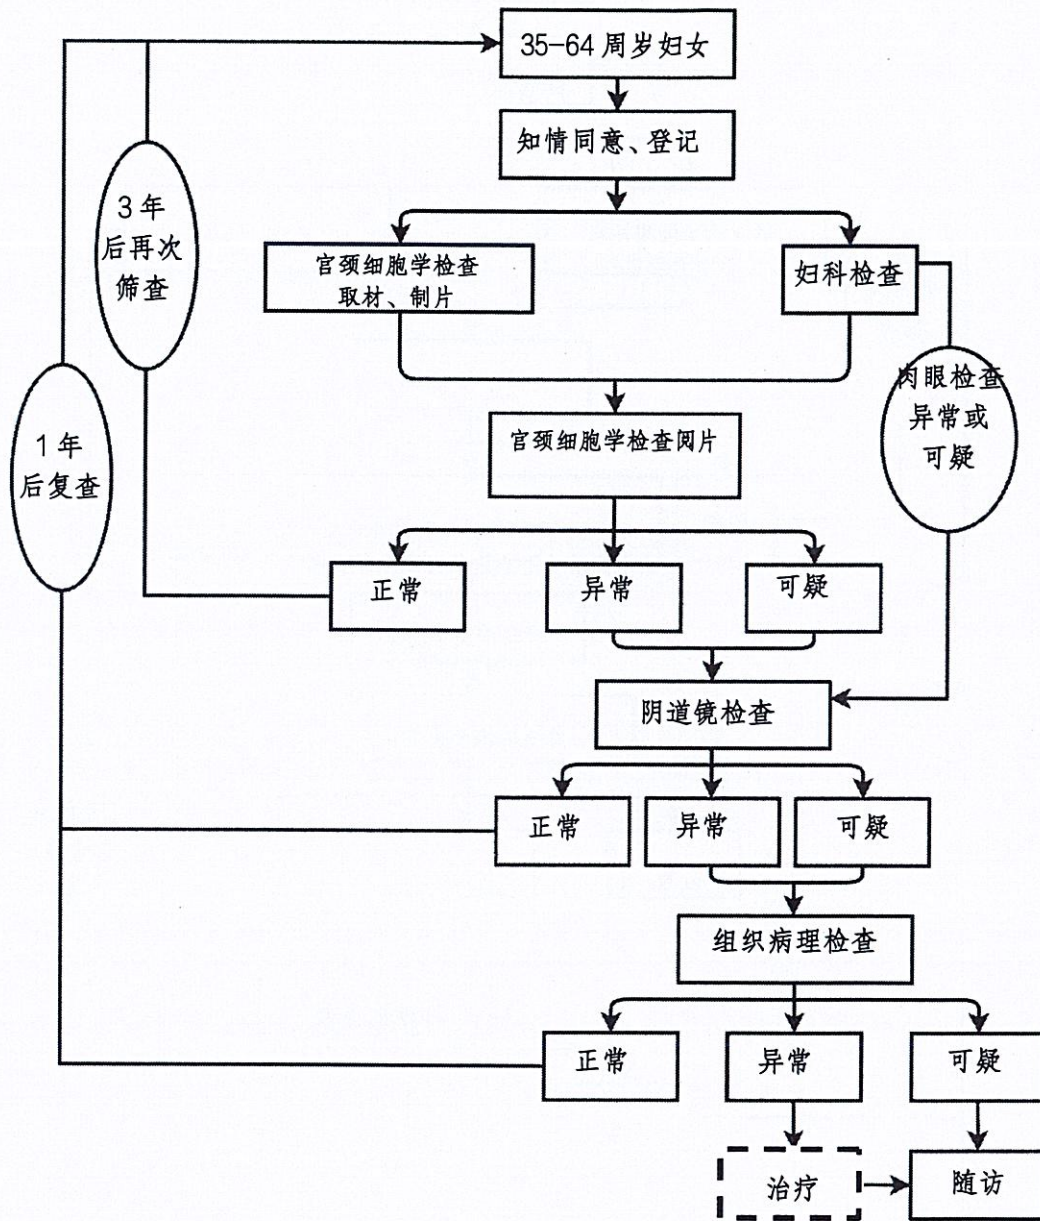 35-64 周岁妇女
知情同意、登记
3 年
后再次
筛查
宫颈细胞学检查
取材、制片
妇科检查
肉眼检查
异常或
可疑
宫颈细胞学检查阅片
1 年
后复查
正常
异常
可疑
阴道镜检查
正常
异常
可疑
组织病理检查
正常
异常
可疑
治疗
随访